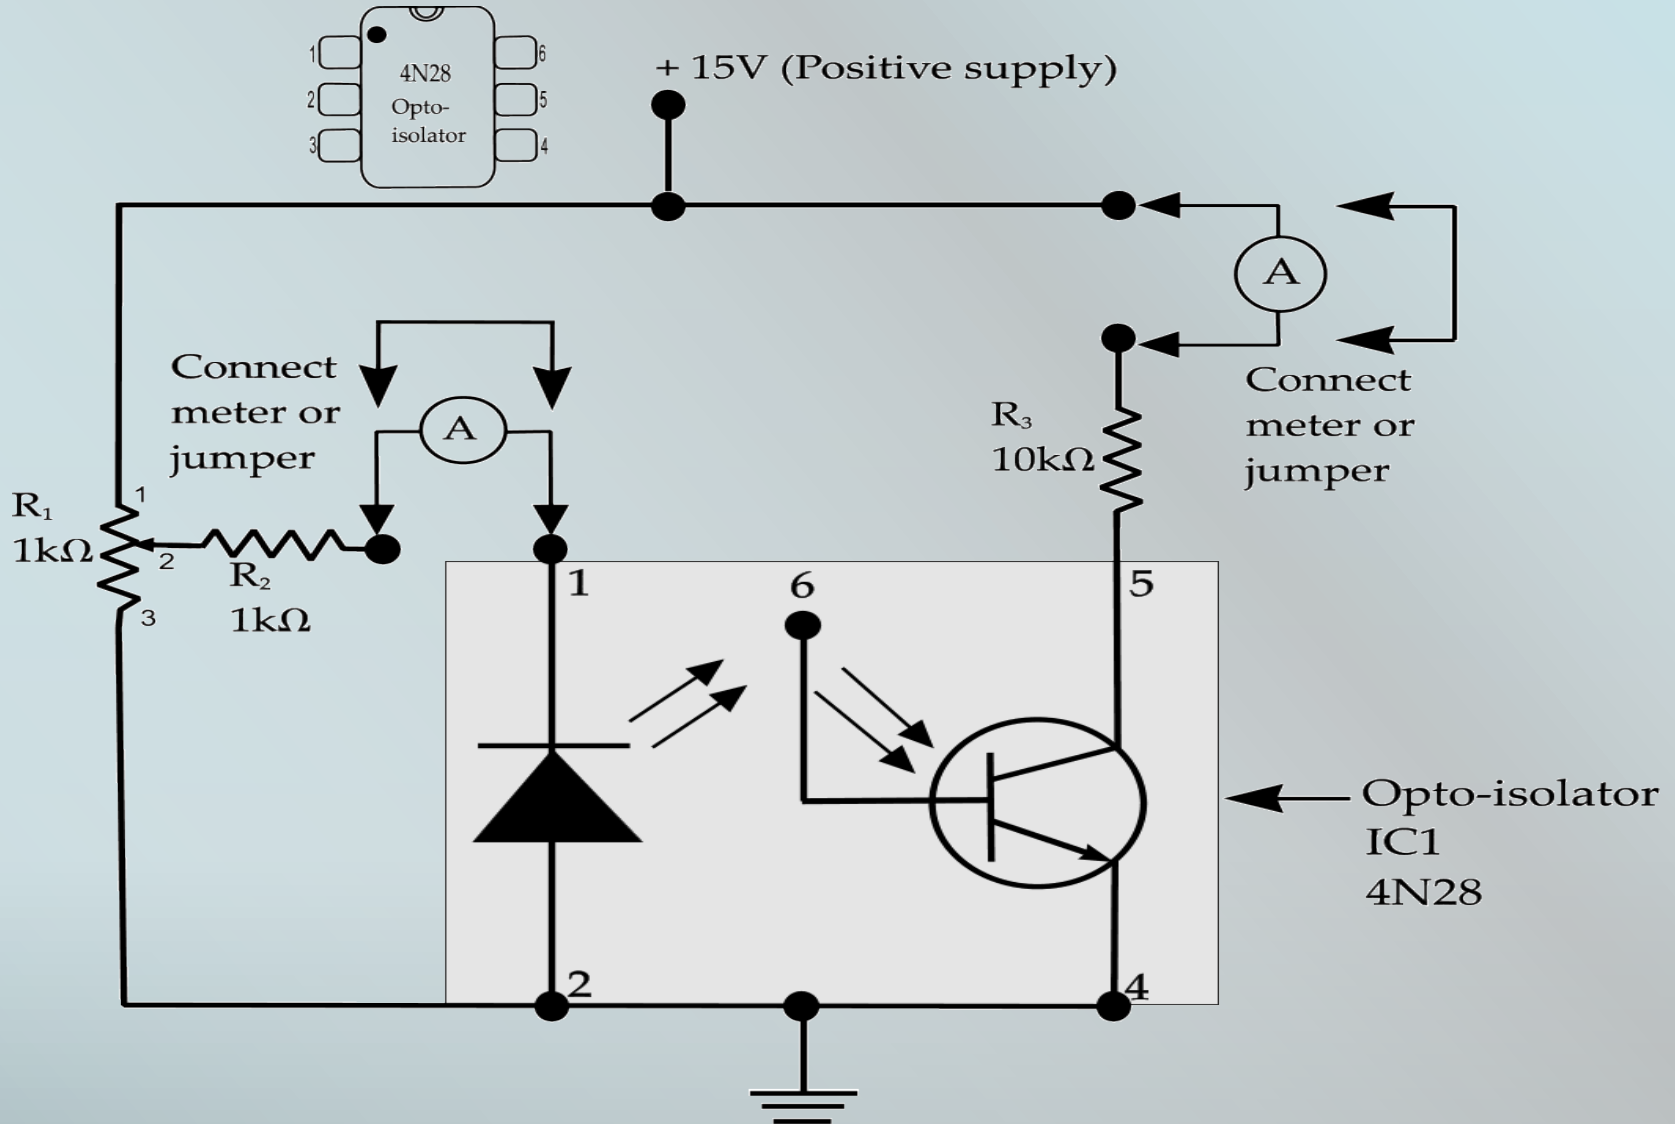 1
2
3
4N28
Opto-
isolator
6
5
4
+ 15V (Positive supply)
A
Connect
meter or
jumper
A
Connect
meter or
jumper
R₃
10kΩ
R₁
1kΩ
1
2
3
R₂
1kΩ
1
6
5
2
4
Opto-isolator
IC1
4N28